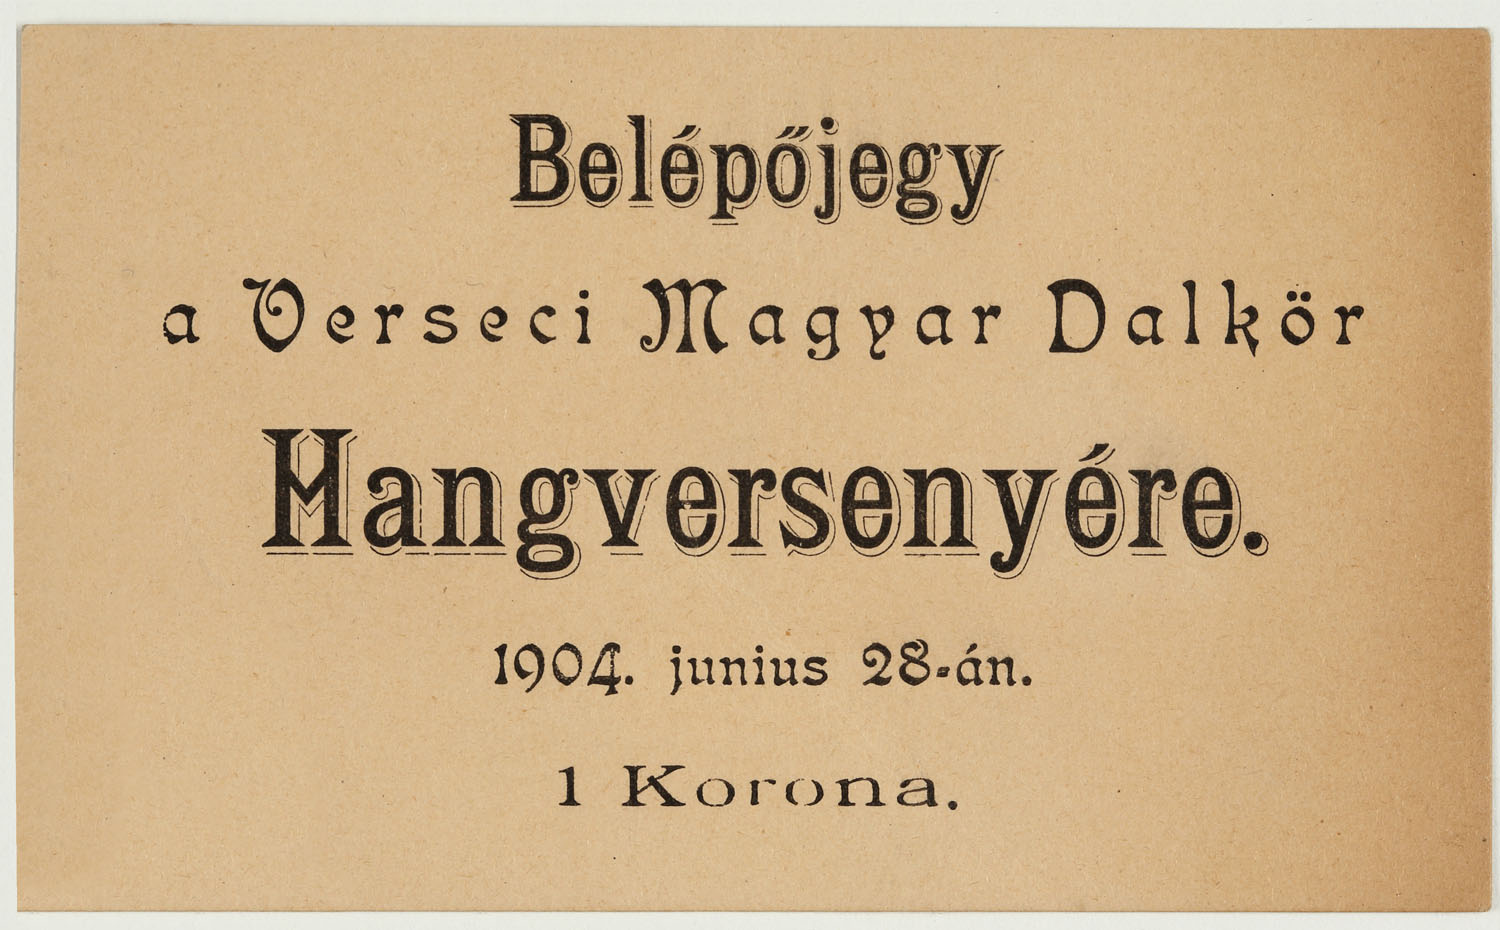 Belépőjegy
a Verseci Magyar Dalkör
Hangversenyére.
1904. junius 28-án.
1 Korona.